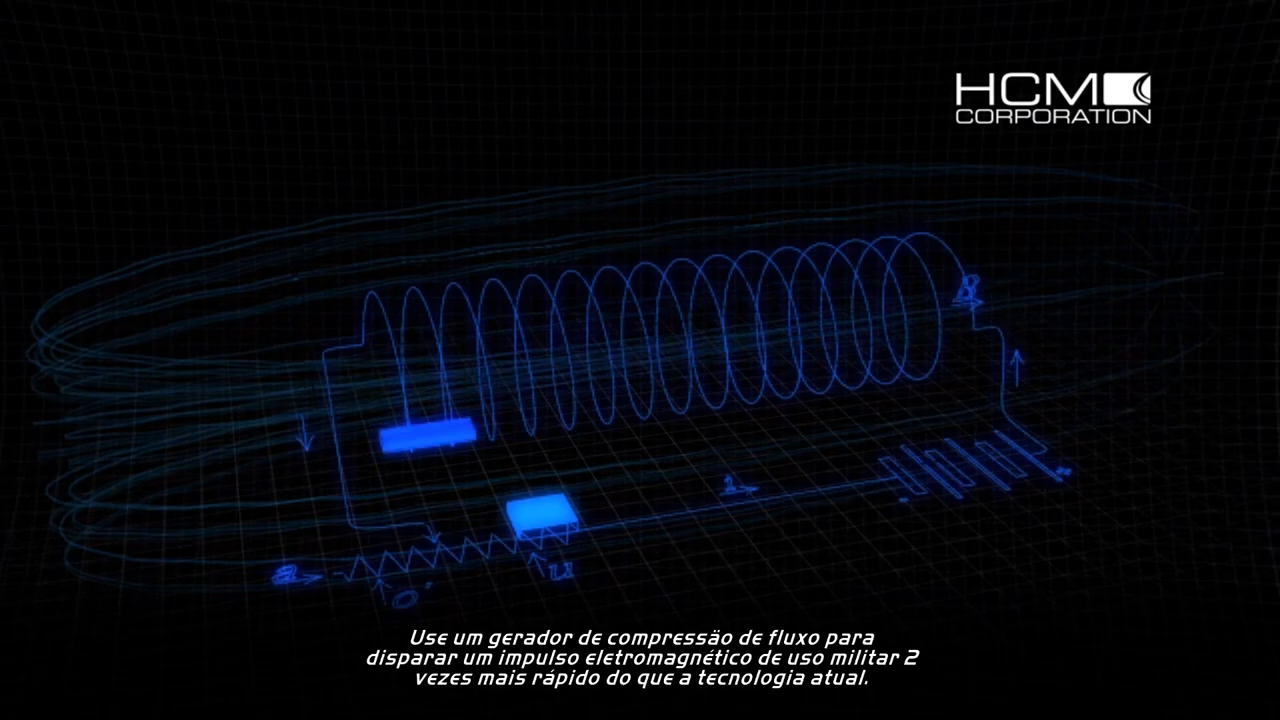 HCM
CORPORATION
Use um gerador de compressão de fluxo para
disparar um impulso eletromagnético de uso militar 2
vezes mais rápido do que a tecnologia atual.